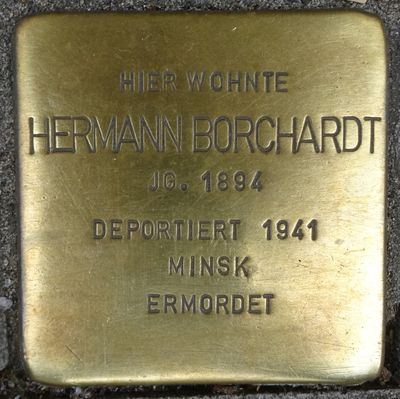 HIER WOHNTE
HERMANN BORCHARDT
JG. 1894
DEPORTIERT 1941
MINSK
ERMORDET